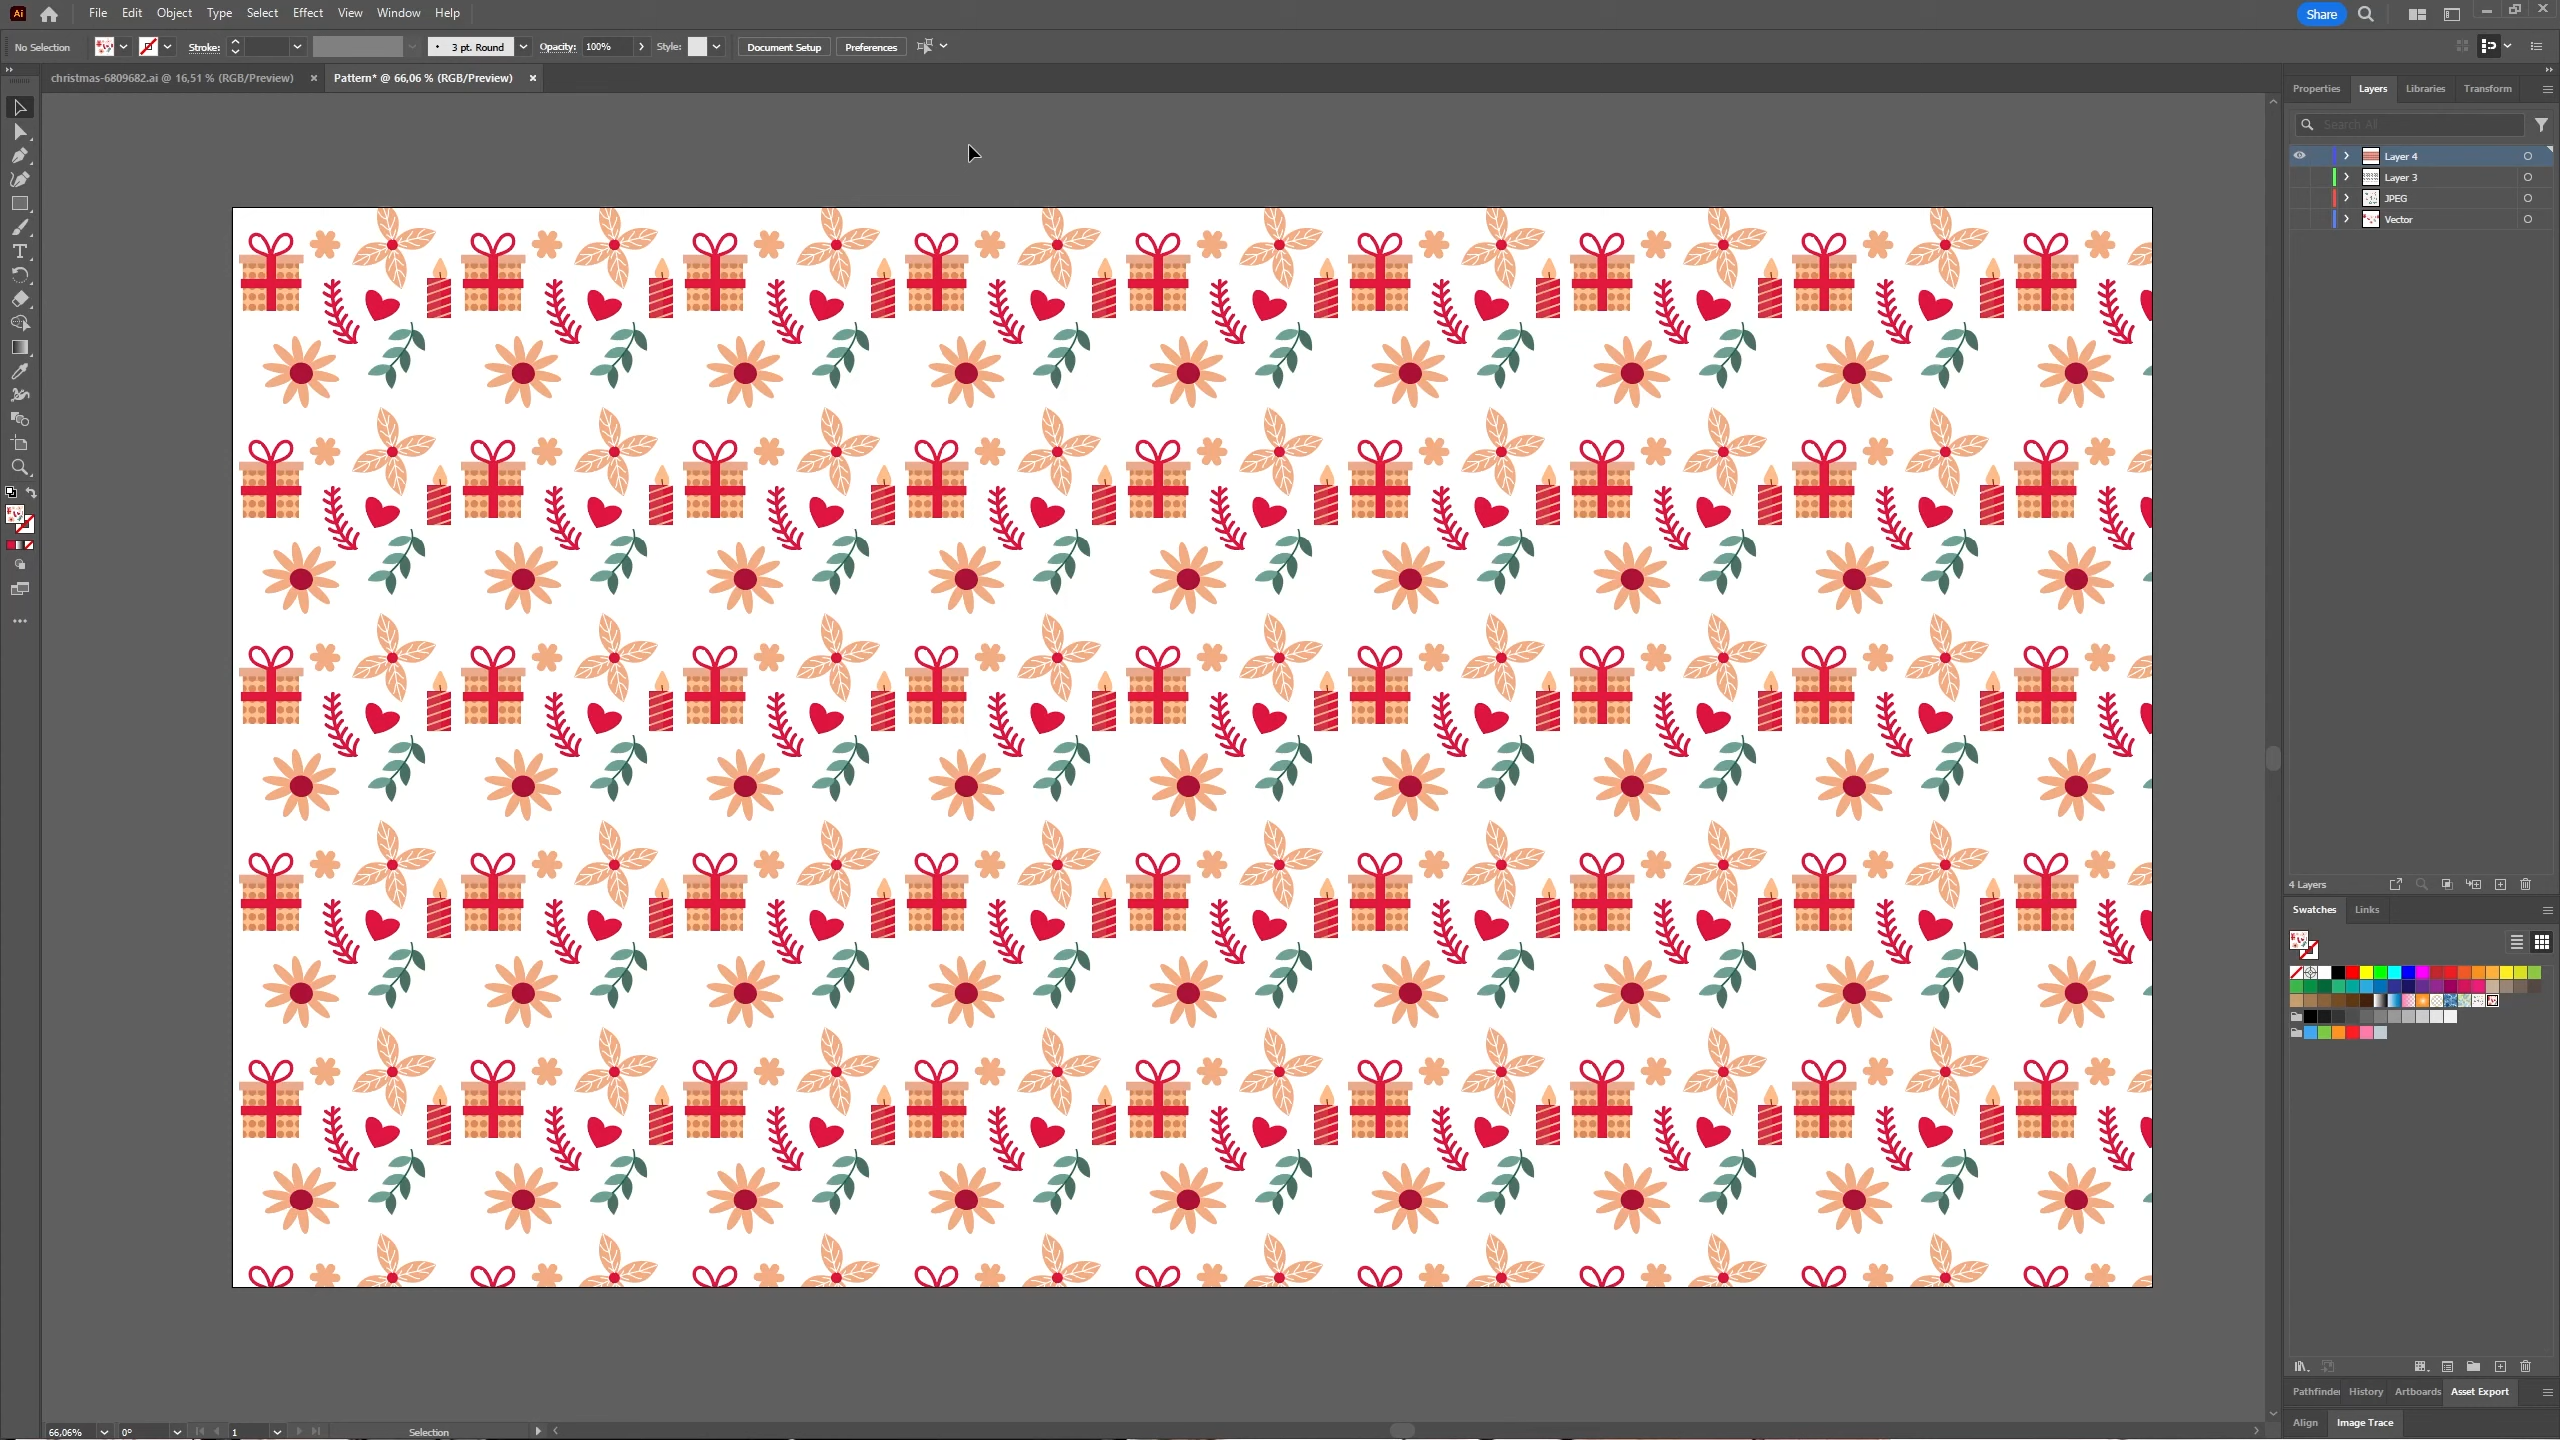 Ai File Edit Object Type Select Effect View Window Help Share
No Selection Stroke: 3 pt. Round Opacity: 100% Style: Document Setup Preferences
christmas-6809682.ai @ 16,51 % (RGB/Preview) × Pattern* @ 66,06 % (RGB/Preview) ×
Properties Layers Libraries Transform
Search All
Layer 4
Layer 3
JPEG
Vector
4 Layers
Swatches Links
Pathfinder History Artboards Asset Export
Align Image Trace
66,06% 0° 1 Selection